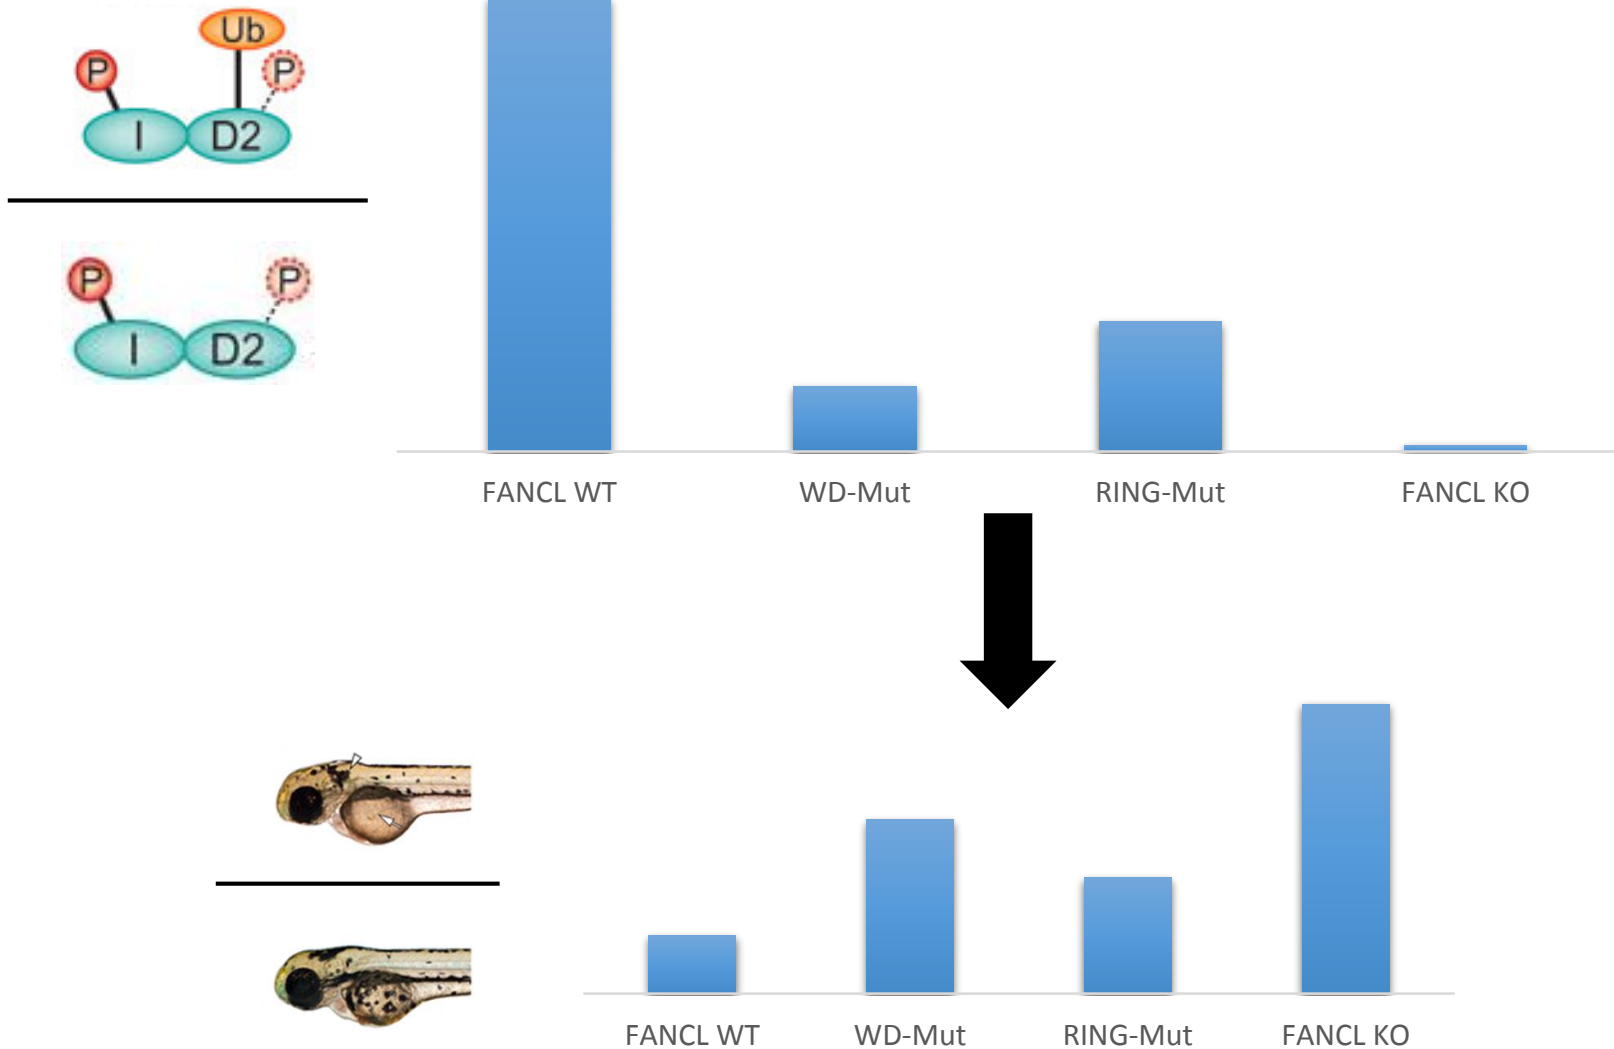 Ub
P
P
I
D2
P
P
I
D2
FANCL WT
WD-Mut
RING-Mut
FANCL KO
FANCL WT
WD-Mut
RING-Mut
FANCL KO